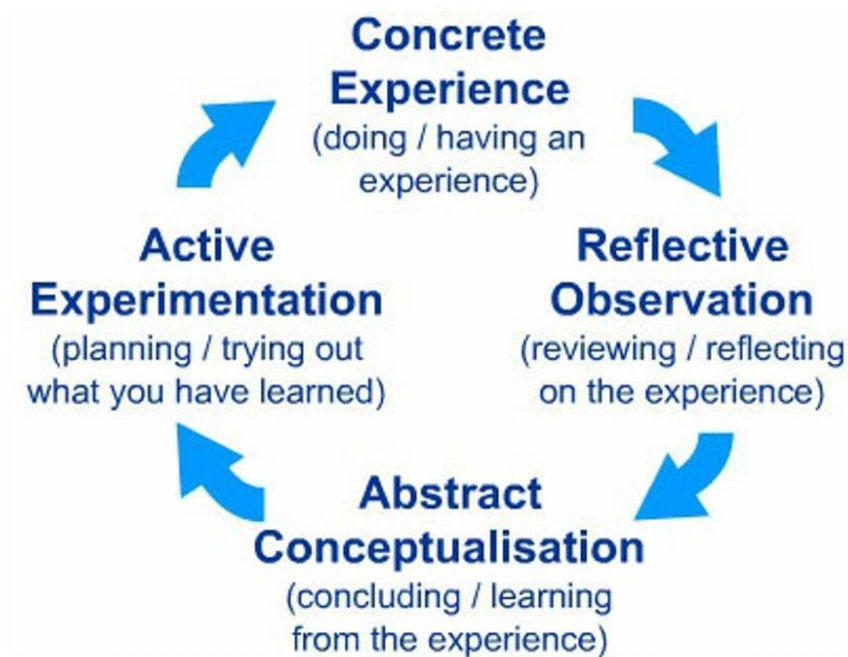 Concrete
Experience
(doing / having an
experience)
Reflective
Observation
(reviewing / reflecting
on the experience)
Abstract
Conceptualisation
(concluding / learning
from the experience)
Active
Experimentation
(planning / trying out
what you have learned)